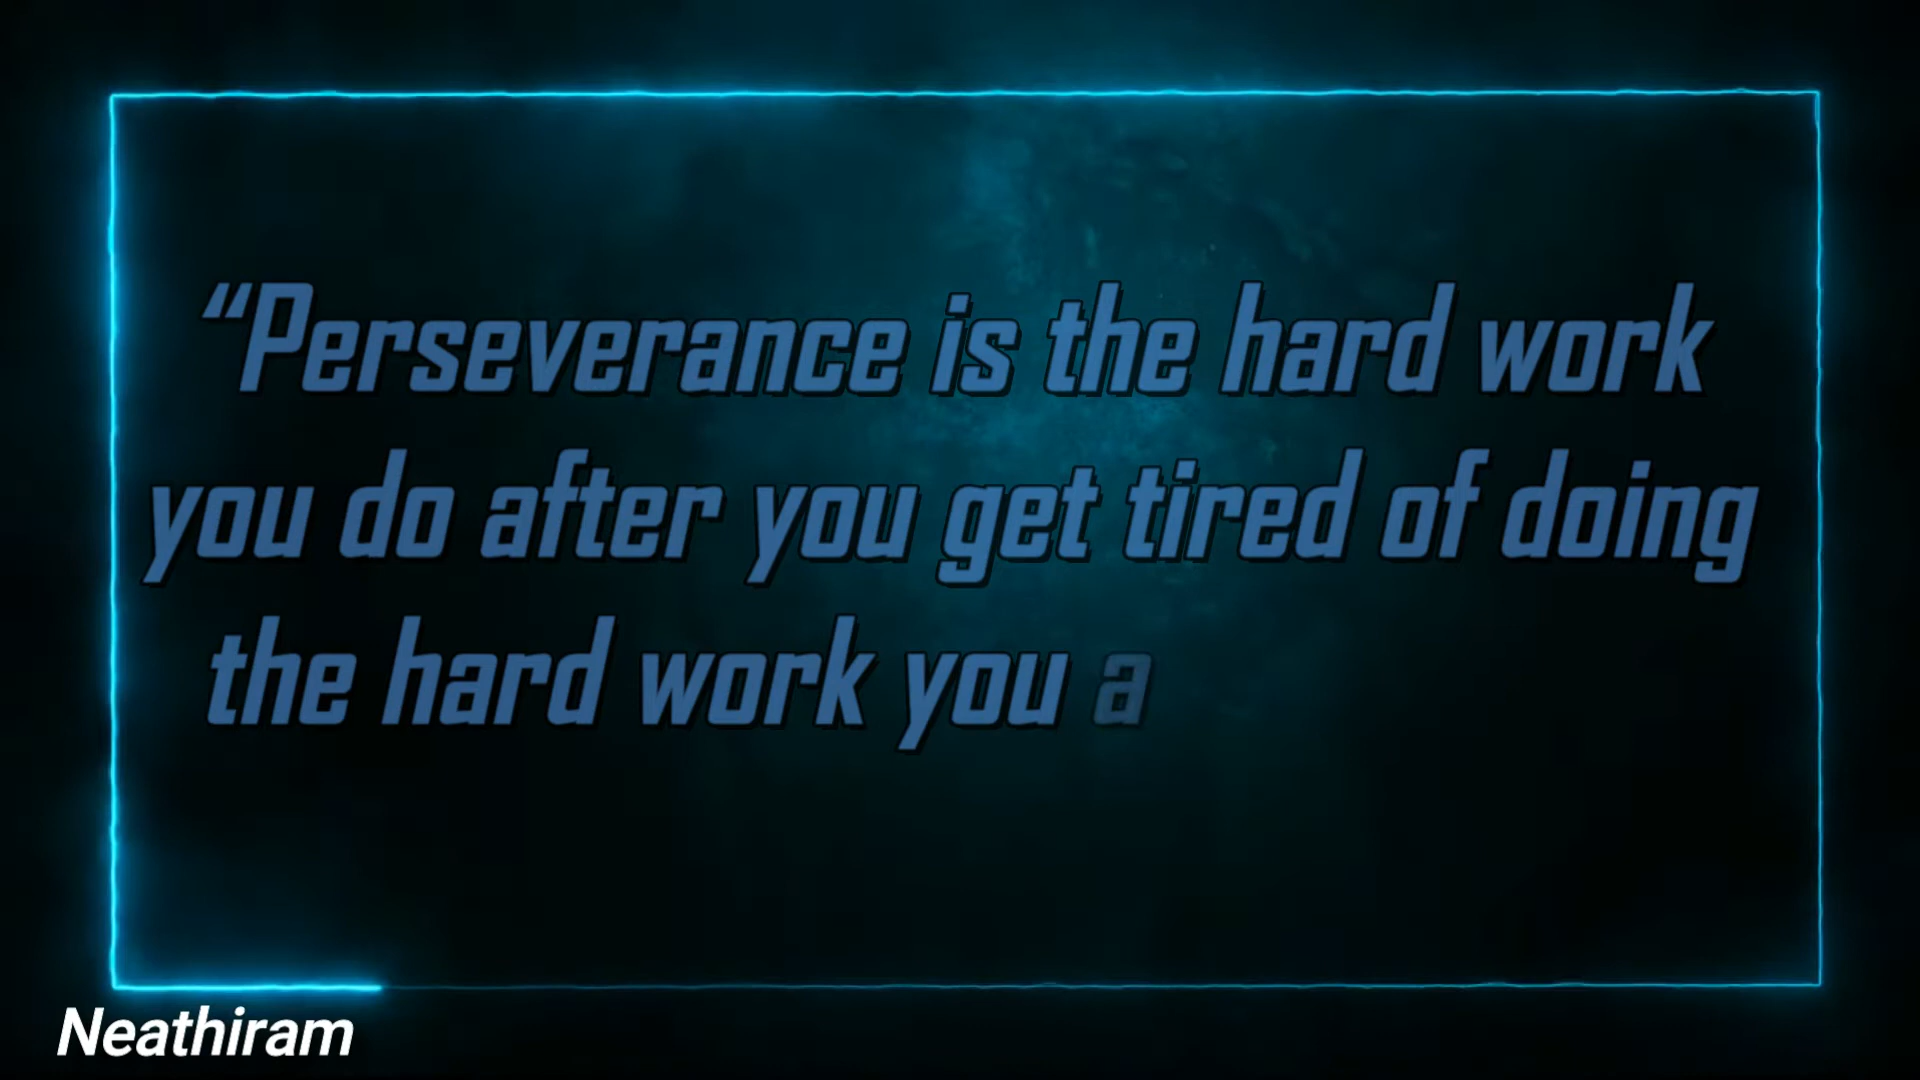 “Perseverance is the hard work
you do after you get tired of doing
the hard work you a
Neathiram